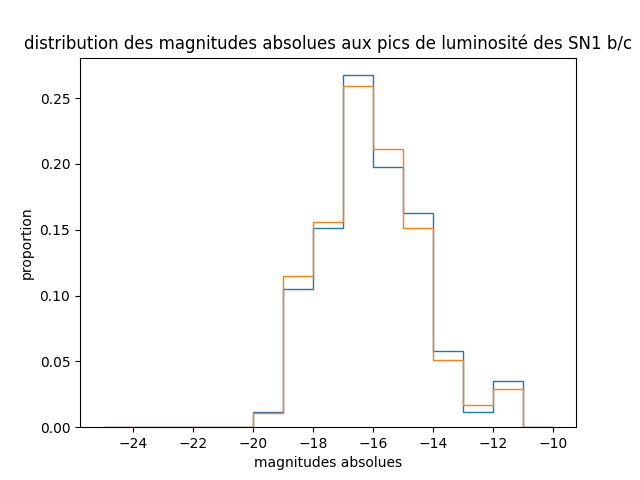 distribution des magnitudes absolues aux pics de luminosité des SN1 b/c
0.25
0.20
0.15
0.10
0.05
0.00
proportion
−24 −22 −20 −18 −16 −14 −12 −10
magnitudes absolues